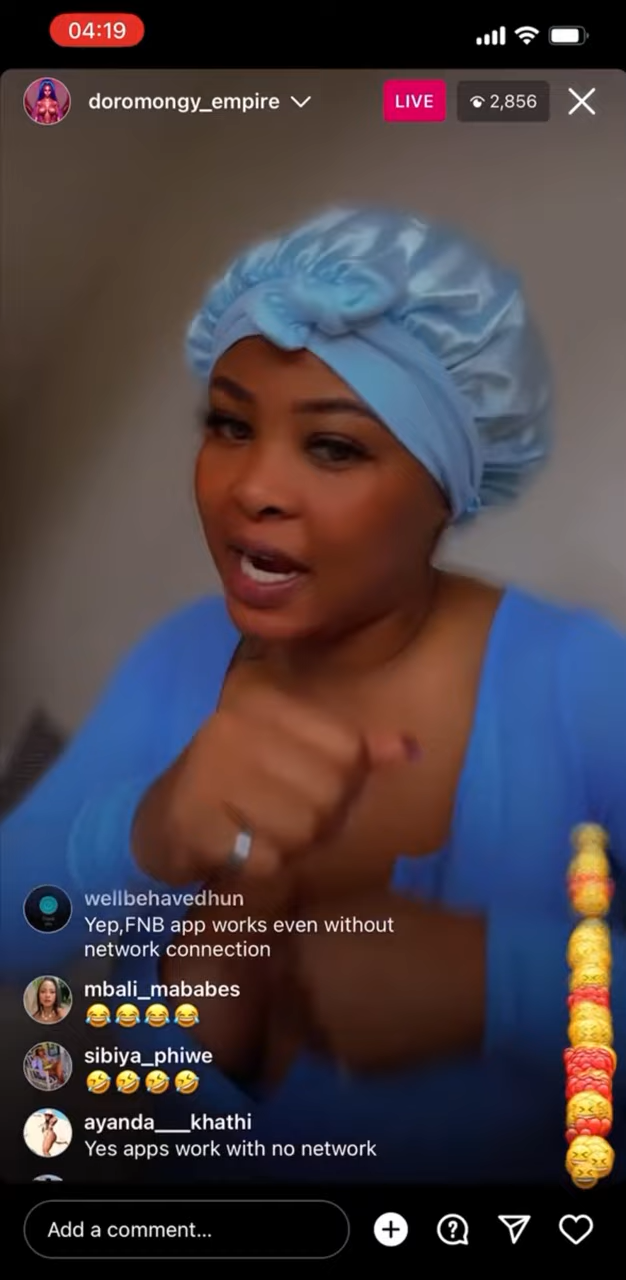 04:19
doromongy_empire
LIVE
2,856
wellbehavedhun
Yep,FNB app works even without
network connection
mbali_mababes
😂😂😂😂
sibiya_phiwe
🤣🤣🤣🤣
ayanda___khathi
Yes apps work with no network
Add a comment...